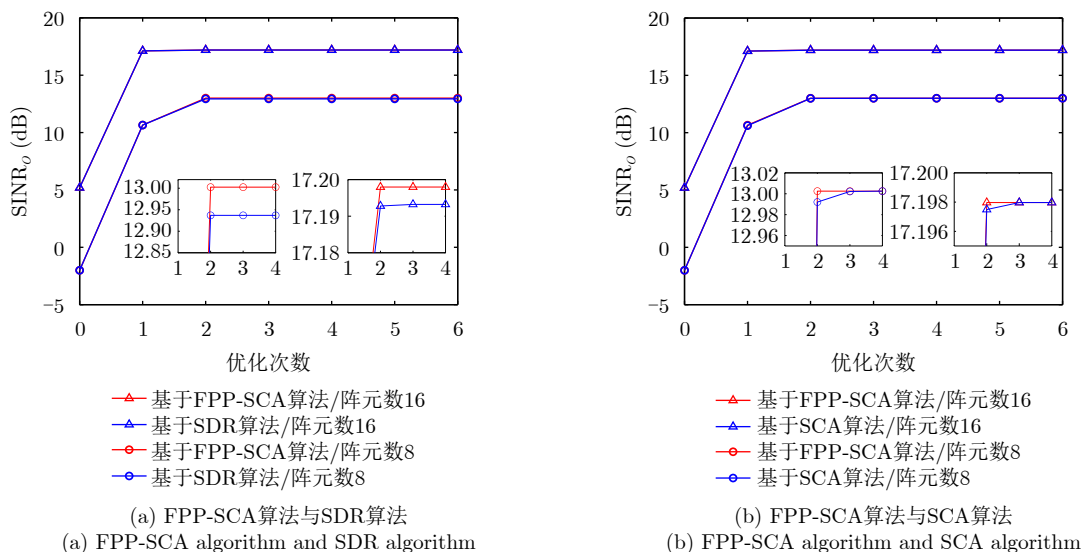 20
15
10
5
0
−5
SINRo (dB)
13.00
12.95
12.90
12.85
1 2 3 4
17.20
17.19
17.18
1 2 3 4
0 1 2 3 4 5 6
优化次数
基于FPP-SCA算法/阵元数16
基于SDR算法/阵元数16
基于FPP-SCA算法/阵元数8
基于SDR算法/阵元数8
(a) FPP-SCA算法与SDR算法
(a) FPP-SCA algorithm and SDR algorithm
20
15
10
5
0
−5
SINRo (dB)
13.02
13.00
12.98
12.96
1 2 3 4
17.200
17.198
17.196
1 2 3 4
0 1 2 3 4 5 6
优化次数
基于FPP-SCA算法/阵元数16
基于SCA算法/阵元数16
基于FPP-SCA算法/阵元数8
基于SCA算法/阵元数8
(b) FPP-SCA算法与SCA算法
(b) FPP-SCA algorithm and SCA algorithm